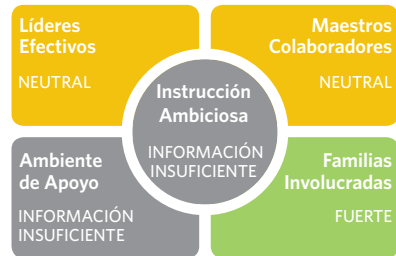 Líderes
Efectivos
NEUTRAL
Maestros
Colaboradores
NEUTRAL
Instrucción
Ambiciosa
INFORMACIÓN
INSUFICIENTE
Ambiente
de Apoyo
INFORMACIÓN
INSUFICIENTE
Familias
Involucradas
FUERTE